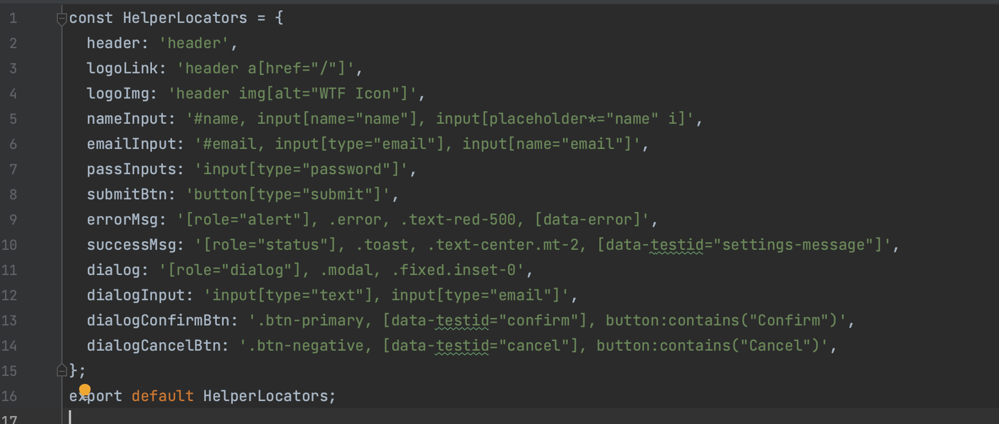 1 const HelperLocators = {
2 header: 'header',
3 logoLink: 'header a[href="/"]',
4 logoImg: 'header img[alt="WTF Icon"]',
5 nameInput: '#name, input[name="name"], input[placeholder*="name" i]',
6 emailInput: '#email, input[type="email"], input[name="email"]',
7 passInputs: 'input[type="password"]',
8 submitBtn: 'button[type="submit"]',
9 errorMsg: '[role="alert"], .error, .text-red-500, [data-error]',
10 successMsg: '[role="status"], .toast, .text-center.mt-2, [data-testid="settings-message"]',
11 dialog: '[role="dialog"], .modal, .fixed.inset-0',
12 dialogInput: 'input[type="text"], input[type="email"]',
13 dialogConfirmBtn: '.btn-primary, [data-testid="confirm"], button:contains("Confirm")',
14 dialogCancelBtn: '.btn-negative, [data-testid="cancel"], button:contains("Cancel")',
15 };
16 export default HelperLocators;
17